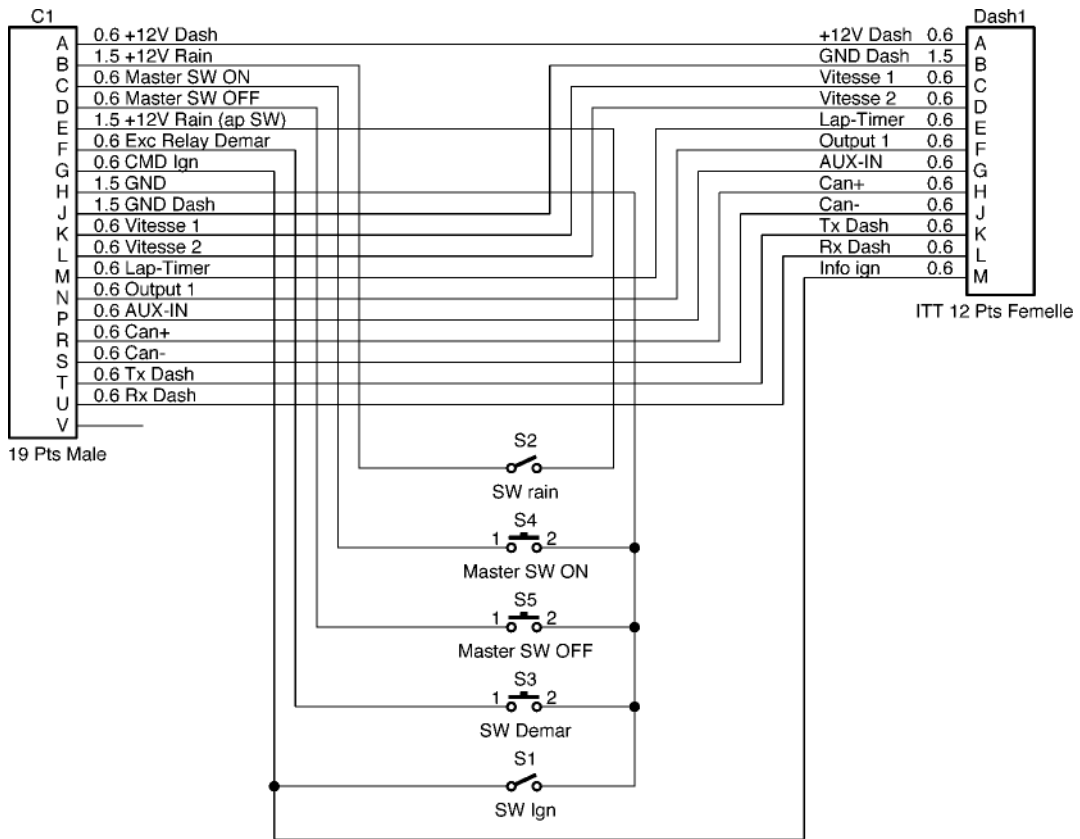 C1
A 0.6 +12V Dash
B 1.5 +12V Rain
C 0.6 Master SW ON
D 0.6 Master SW OFF
E 1.5 +12V Rain (ap SW)
F 0.6 Exc Relay Demar
G 0.6 CMD Ign
H 1.5 GND
J 1.5 GND Dash
K 0.6 Vitesse 1
L 0.6 Vitesse 2
M 0.6 Lap-Timer
N 0.6 Output 1
P 0.6 AUX-IN
R 0.6 Can+
S 0.6 Can-
T 0.6 Tx Dash
U 0.6 Rx Dash
V
19 Pts Male
Dash1
+12V Dash 0.6 A
GND Dash 1.5 B
Vitesse 1 0.6 C
Vitesse 2 0.6 D
Lap-Timer 0.6 E
Output 1 0.6 F
AUX-IN 0.6 G
Can+ 0.6 H
Can- 0.6 J
Tx Dash 0.6 K
Rx Dash 0.6 L
Info ign 0.6 M
ITT 12 Pts Femelle
S2
SW rain
S4
1 2
Master SW ON
S5
1 2
Master SW OFF
S3
1 2
SW Demar
S1
SW Ign